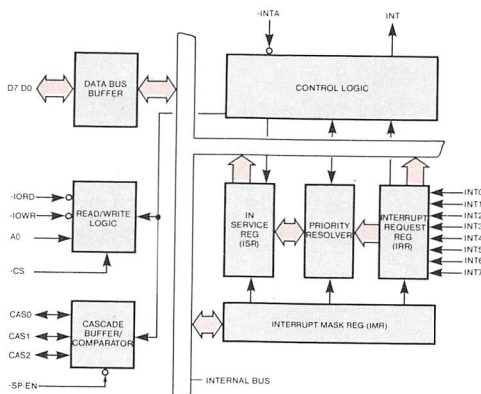 -INTA
INT
D7 D0
DATA BUS
BUFFER
CONTROL LOGIC
-IORD
-IOWR
A0
-CS
READ/WRITE
LOGIC
IN
SERVICE
REG
(ISR)
PRIORITY
RESOLVER
INTERRUPT
REQUEST
REG
(IRR)
INT0
INT1
INT2
INT3
INT4
INT5
INT6
INT7
CAS0
CAS1
CAS2
CASCADE
BUFFER/
COMPARATOR
INTERRUPT MASK REG (IMR)
-SP-EN
INTERNAL BUS